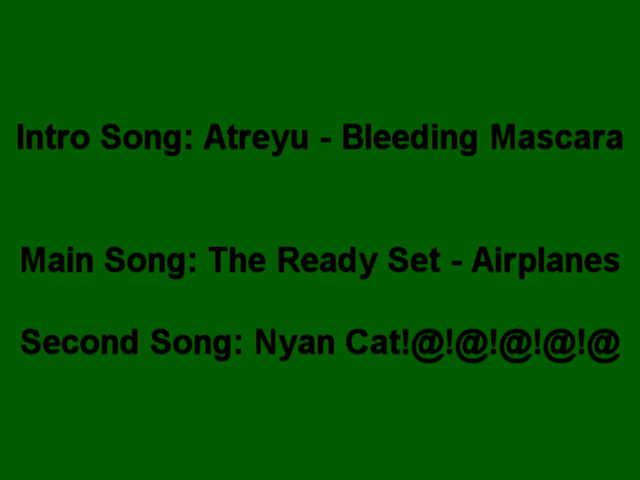 Intro Song: Atreyu - Bleeding Mascara
Main Song: The Ready Set - Airplanes
Second Song: Nyan Cat!@!@!@!@!@